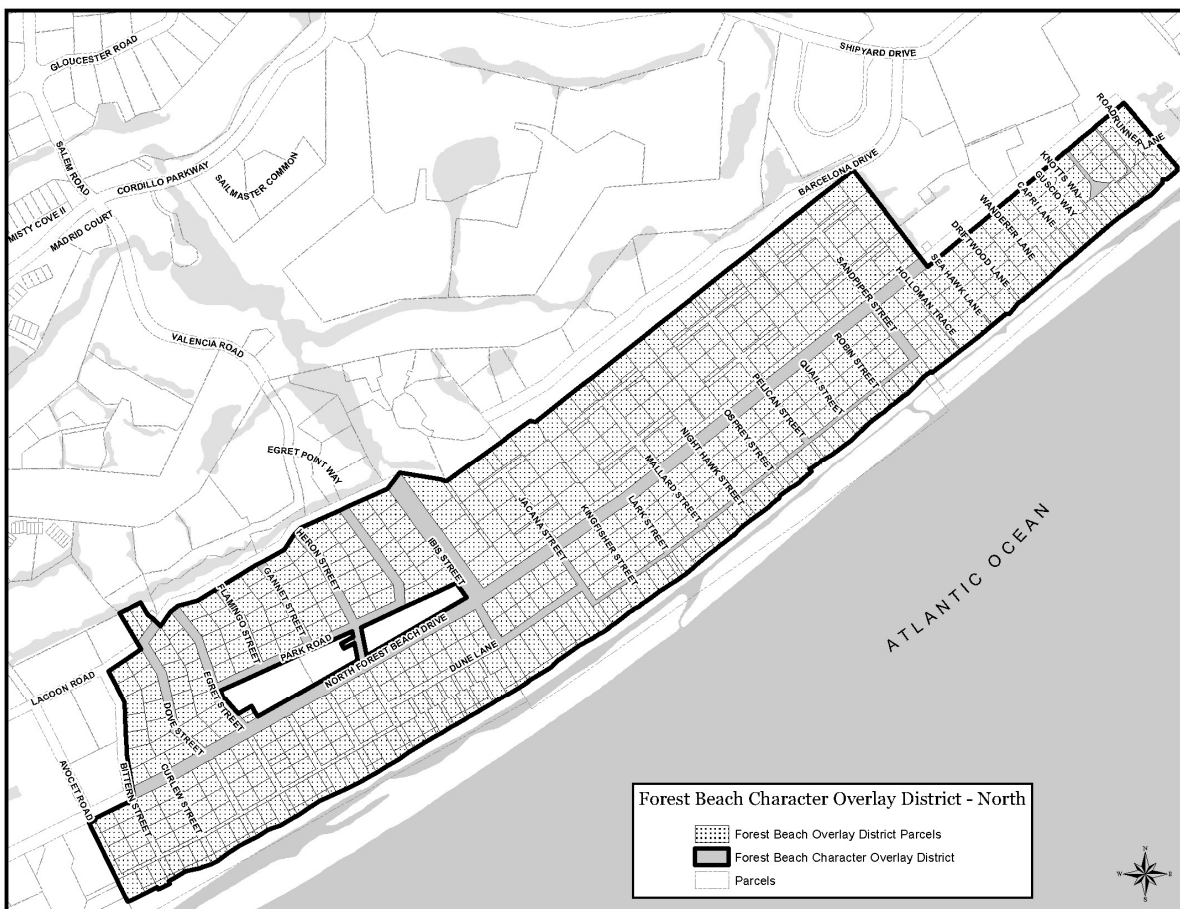 GLOUCESTER ROAD
SHIPYARD DRIVE
SALEM ROAD
CORDILLO PARKWAY
SAILMASTER COMMON
MISTY COVE II
MADRID COURT
BARCELONA DRIVE
ROADRUNNER LANE
KNOTTS WAY
GUSCIO WAY
CAPRI LANE
WANDERER LANE
DRIFTWOOD LANE
SEA HAWK LANE
HOLLOMAN TRACE
SANDPIPER STREET
ROBIN STREET
QUAIL STREET
PELICAN STREET
OSPREY STREET
NIGHT HAWK STREET
MALLARD STREET
LARK STREET
KINGFISHER STREET
JACANA STREET
VALENCIA ROAD
EGRET POINT WAY
IBIS STREET
HERON STREET
GANNET STREET
FLAMINGO STREET
PARK ROAD
NORTH FOREST BEACH DRIVE
DUNE LANE
EGRET STREET
DOVE STREET
LAGOON ROAD
AVOCET ROAD
BITTERN STREET
CURLEW STREET
ATLANTIC OCEAN
Forest Beach Character Overlay District - North
Forest Beach Overlay District Parcels
Forest Beach Character Overlay District
Parcels
N
W
E
S